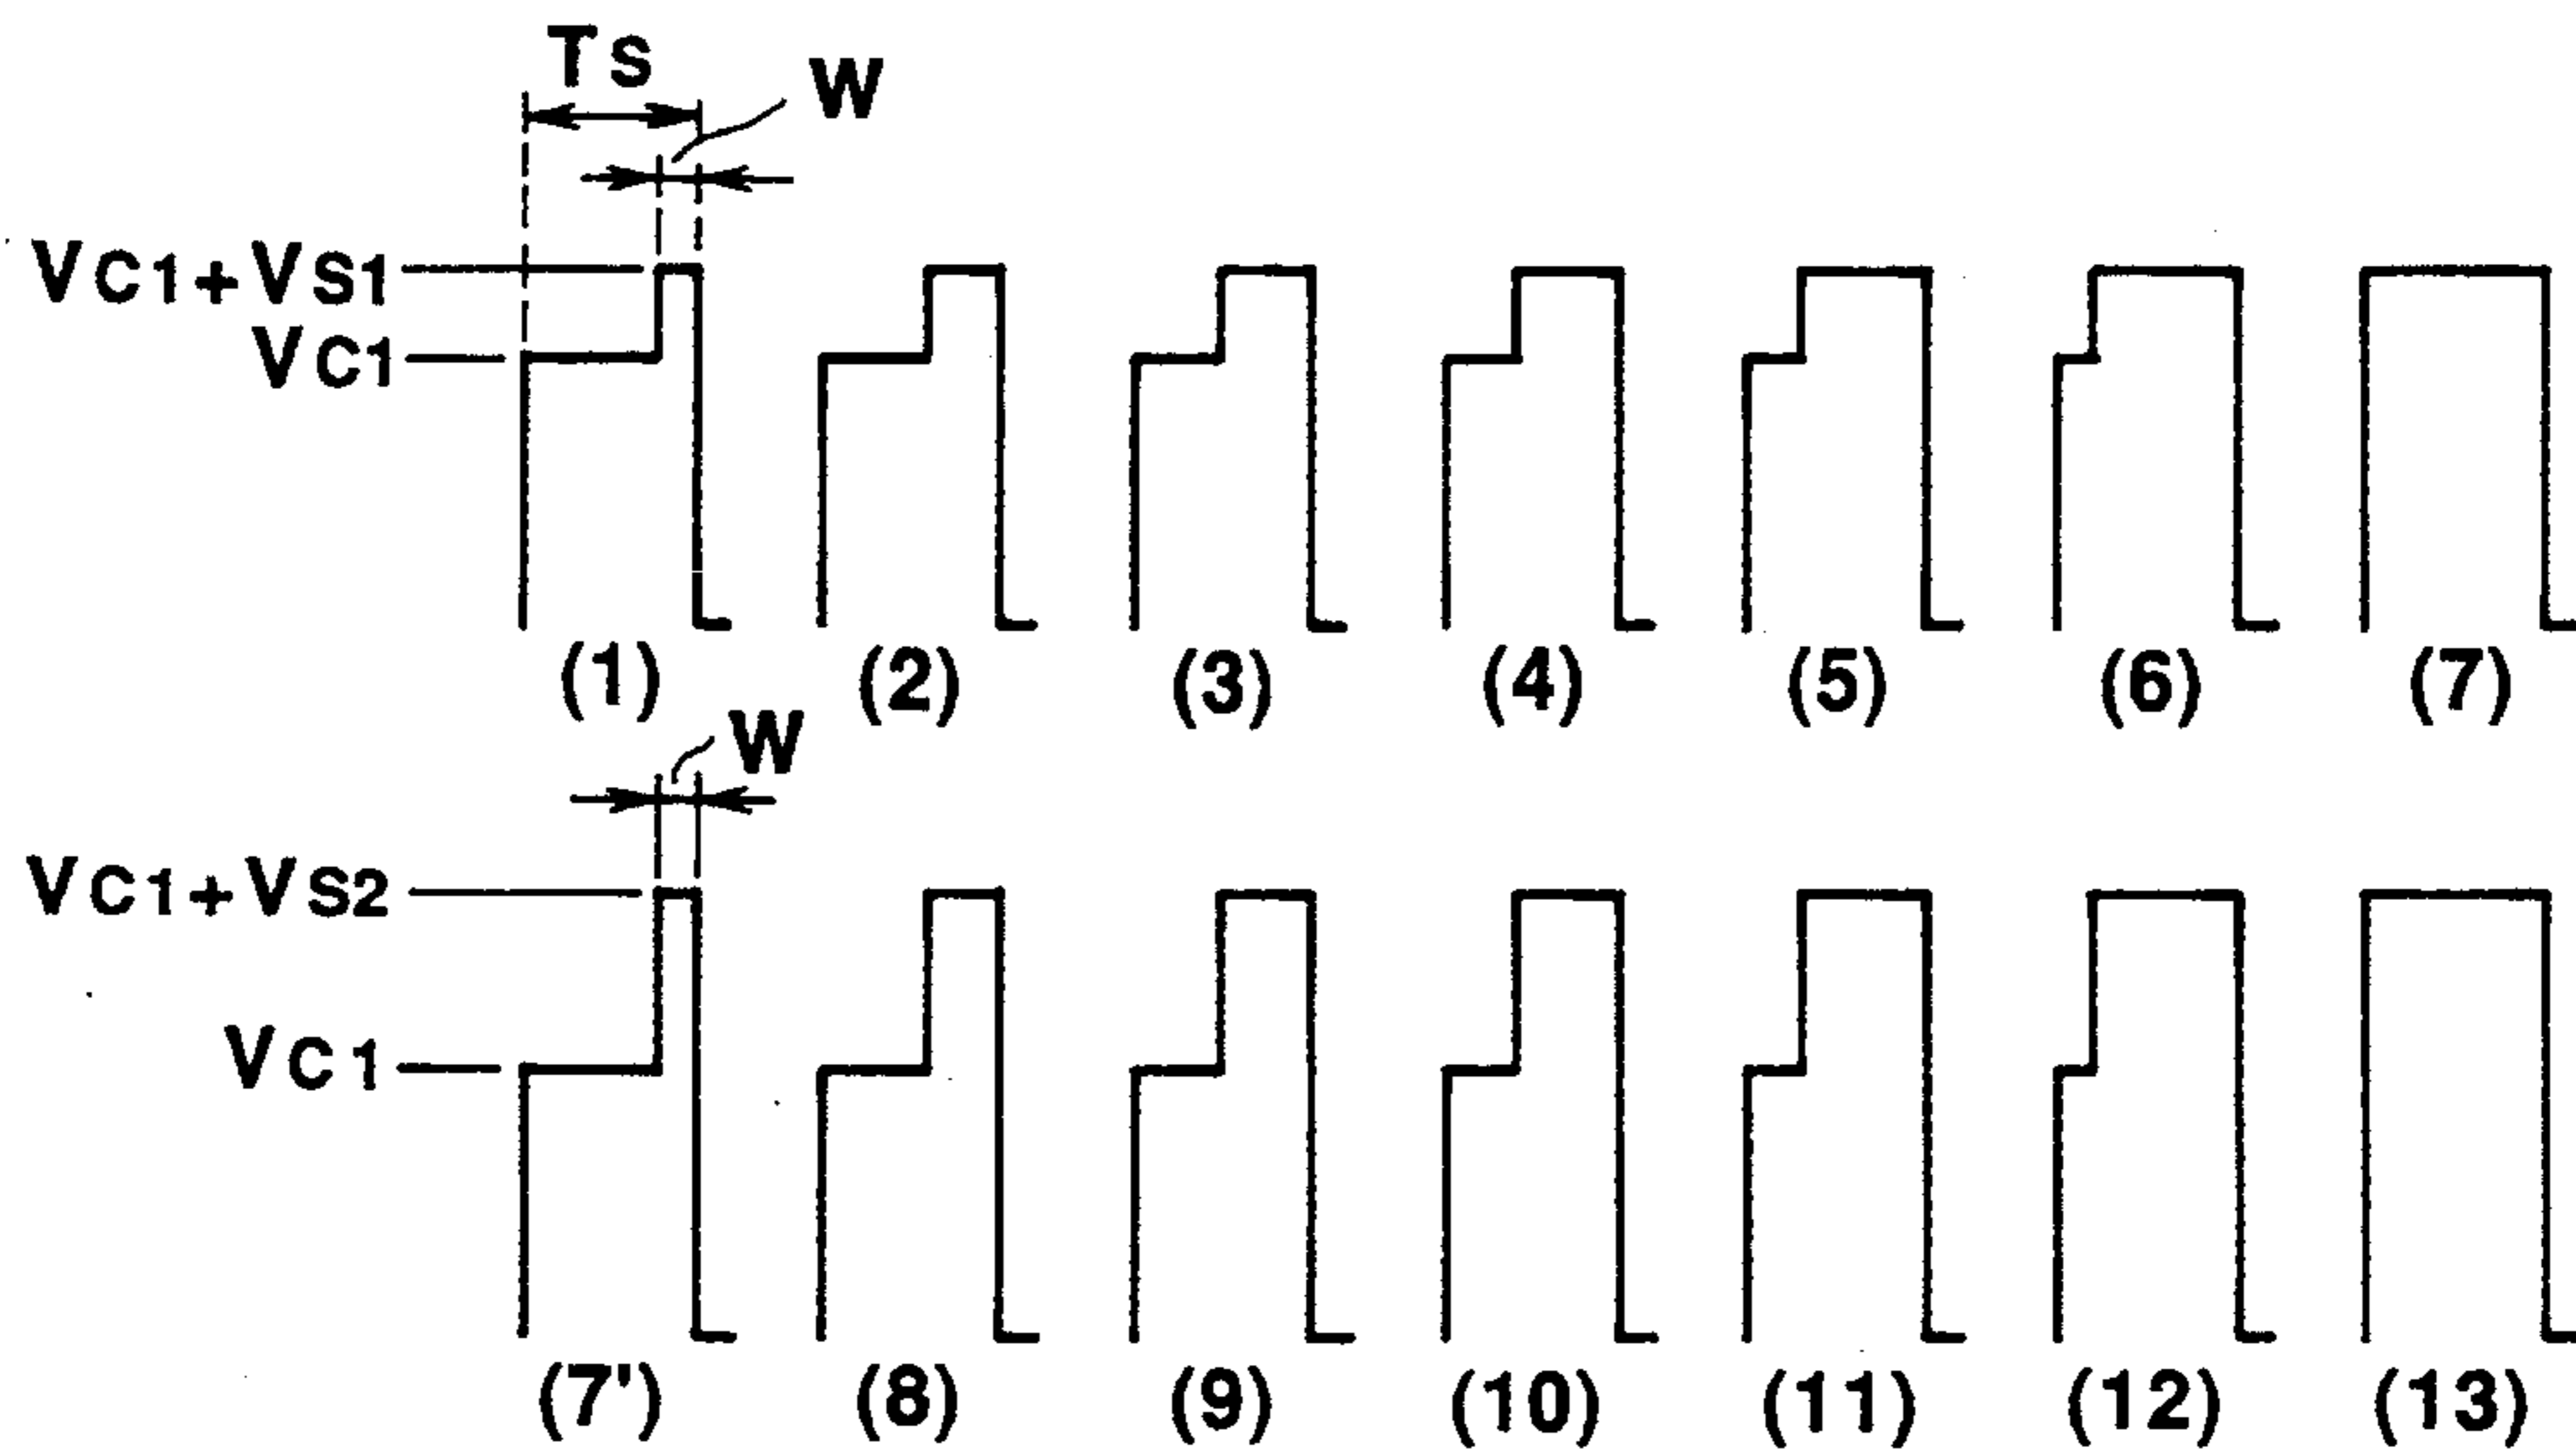 TS
W
VC1+VS1
VC1
(1) (2) (3) (4) (5) (6) (7)
W
VC1+VS2
VC1
(7') (8) (9) (10) (11) (12) (13)